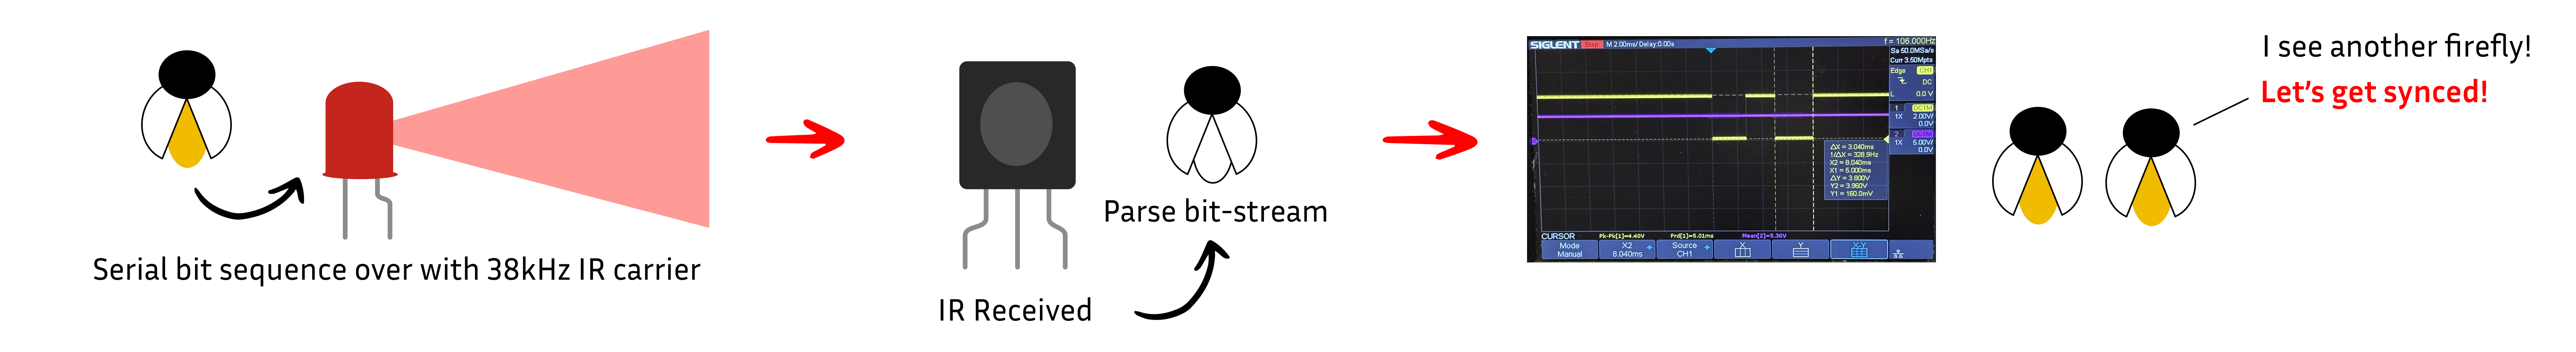 Serial bit sequence over with 38kHz IR carrier
IR Received
Parse bit-stream
SIGLENT Stop M 2.00ms/ Delay:0.00s
f = 106.000Hz
Sa 50.0MSa/s
Curr 3.50Mpts
Edge CH1
DC
L 0.0 V
1 DC1M
1X 2.00V/
0.0V
2 DC1M
1X 5.00V/
0.0V
ΔX = 3.040ms
1/ΔX = 328.9Hz
X2 = 8.040ms
X1 = 5.000ms
ΔY = 3.800V
Y2 = 3.960V
Y1 = 160.0mV
CURSOR Pk-Pk[1]=4.40V Prd[1]=5.01ms Mean[2]=5.30V
Mode Manual
X2 8.040ms
Source CH1
X
Y
X-Y
I see another firefly!
Let's get synced!